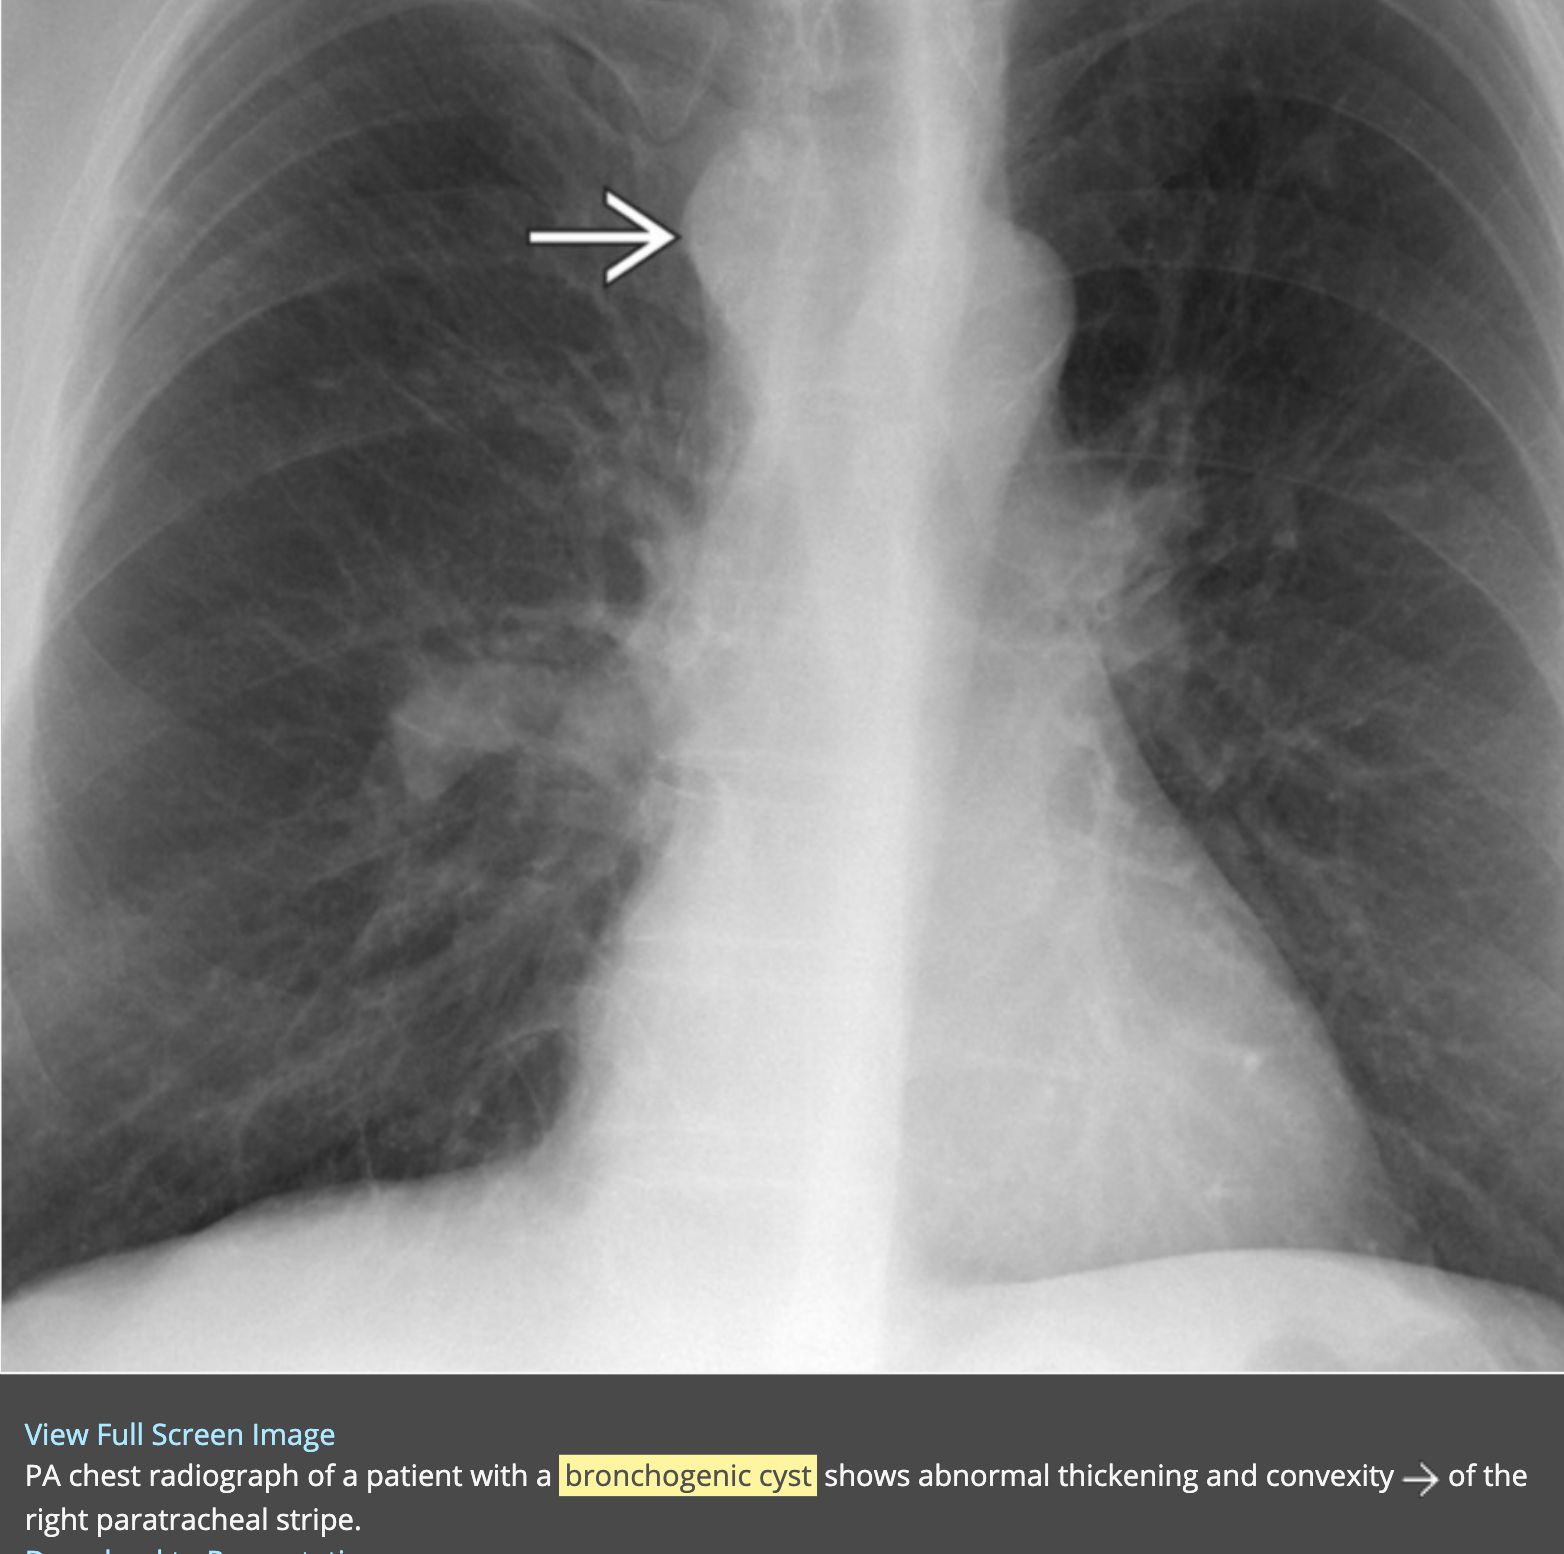 View Full Screen Image
PA chest radiograph of a patient with a bronchogenic cyst shows abnormal thickening and convexity → of the
right paratracheal stripe.